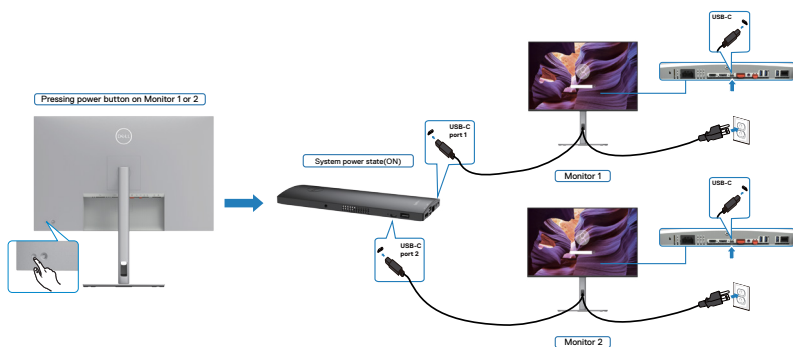 Pressing power button on Monitor 1 or 2
DELL
System power state(ON)
USB-C
port 1
USB-C
port 2
USB-C
Monitor 1
USB-C
Monitor 2